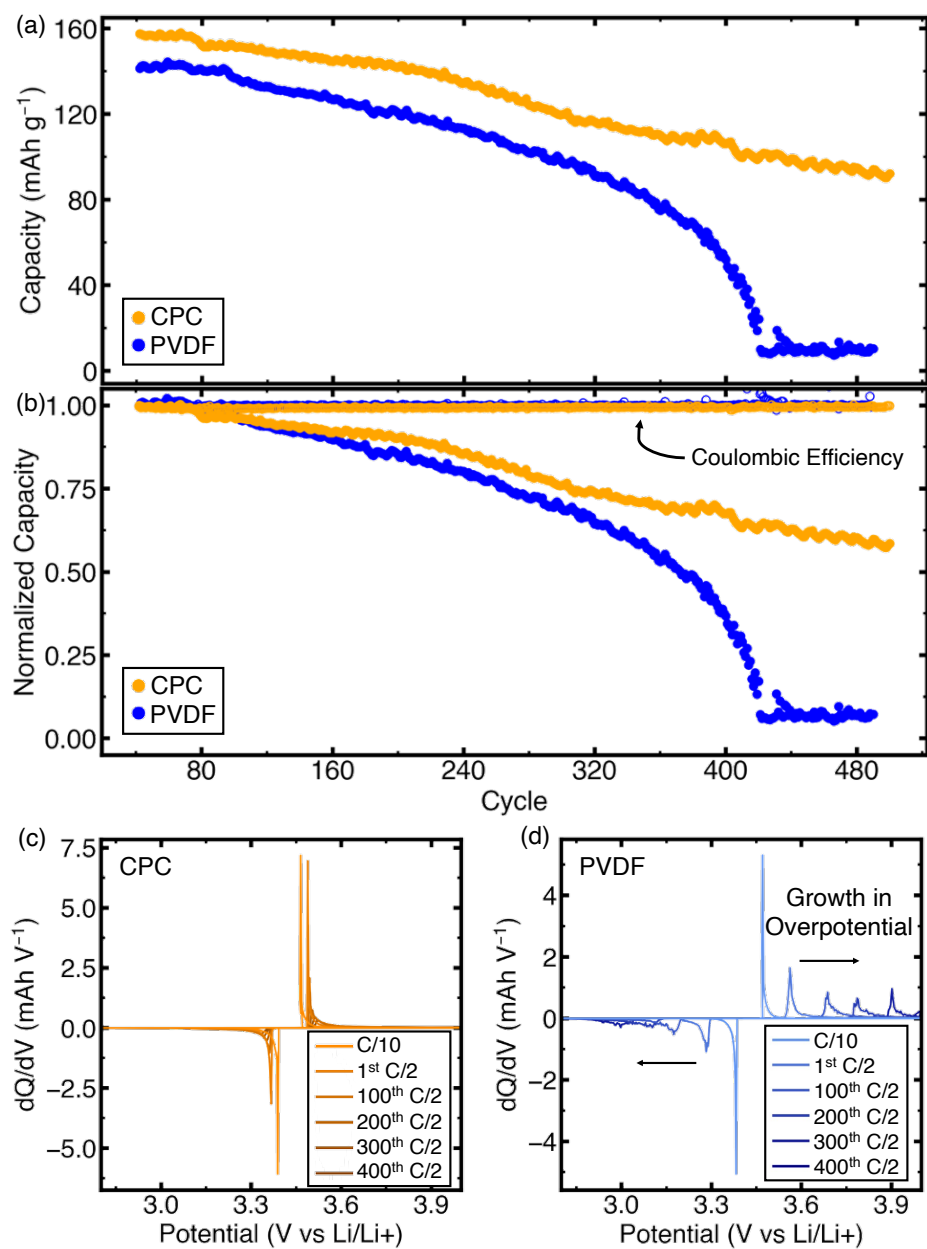 (a)
160
120
80
40
0
Capacity (mAh g⁻¹)
CPC
PVDF
(b)
1.00
0.75
0.50
0.25
0.00
Normalized Capacity
Coulombic Efficiency
CPC
PVDF
80 160 240 320 400 480
Cycle
(c)
CPC
7.5
5.0
2.5
0.0
−2.5
−5.0
dQ/dV (mAh V⁻¹)
C/10
1ˢᵗ C/2
100ᵗʰ C/2
200ᵗʰ C/2
300ᵗʰ C/2
400ᵗʰ C/2
3.0 3.3 3.6 3.9
Potential (V vs Li/Li+)
(d)
PVDF
Growth in
Overpotential
4
2
0
−2
−4
dQ/dV (mAh V⁻¹)
C/10
1ˢᵗ C/2
100ᵗʰ C/2
200ᵗʰ C/2
300ᵗʰ C/2
400ᵗʰ C/2
3.0 3.3 3.6 3.9
Potential (V vs Li/Li+)